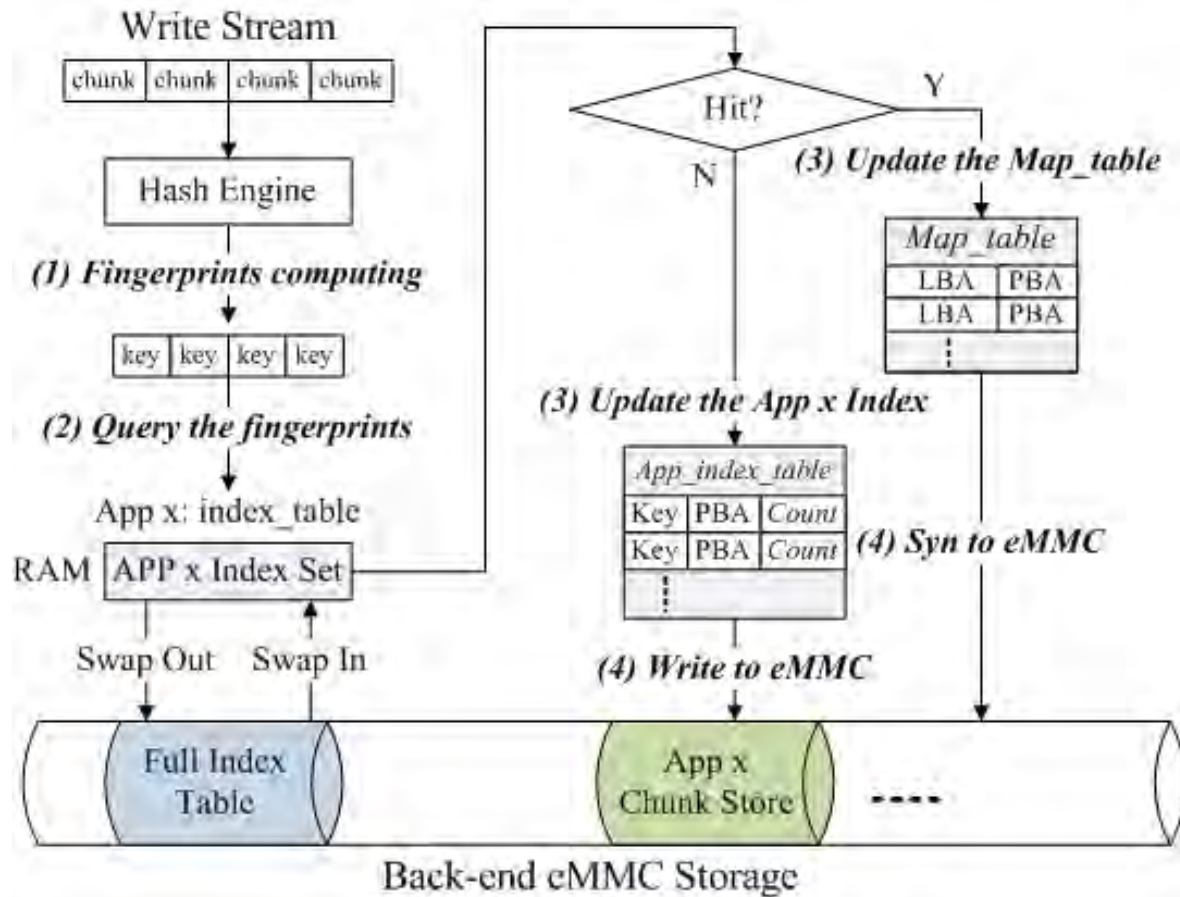 Write Stream
chunk chunk chunk chunk
Hash Engine
(1) Fingerprints computing
key key key key
(2) Query the fingerprints
App x: index_table
RAM APP x Index Set
Swap Out Swap In
Hit?
Y
N
(3) Update the Map_table
Map_table
LBA PBA
LBA PBA
(3) Update the App x Index
App_index_table
Key PBA Count
Key PBA Count
(4) Syn to eMMC
(4) Write to eMMC
Full Index
Table
App x
Chunk Store
Back-end eMMC Storage